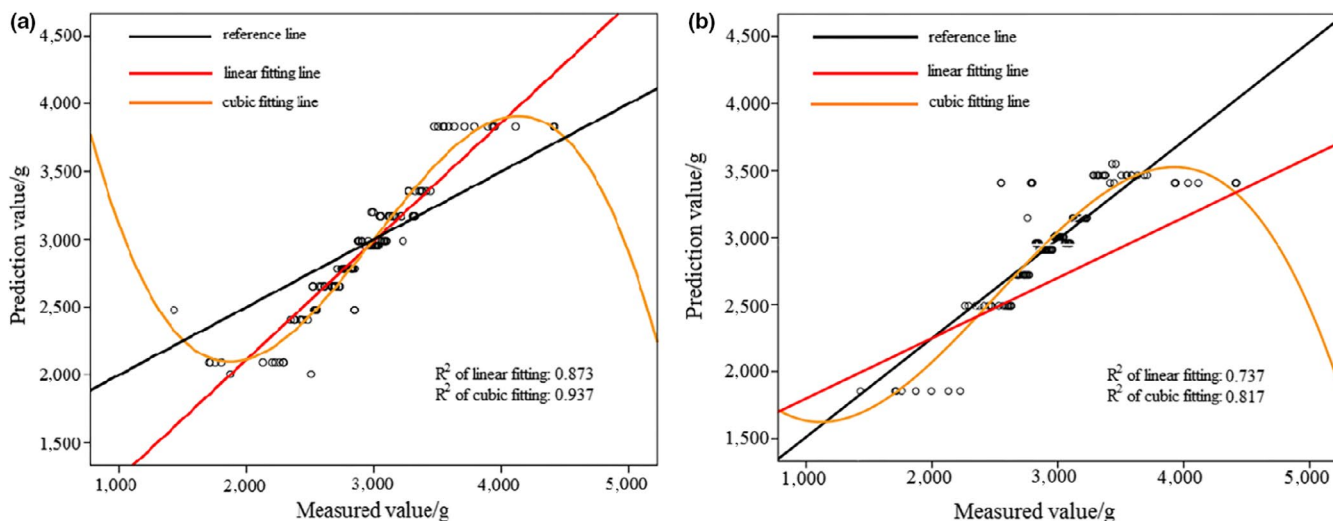 (a)
4,500
4,000
3,500
3,000
2,500
2,000
1,500
Prediction value/g
reference line
linear fitting line
cubic fitting line
R² of linear fitting: 0.873
R² of cubic fitting: 0.937
1,000 2,000 3,000 4,000 5,000
Measured value/g
(b)
4,500
4,000
3,500
3,000
2,500
2,000
1,500
Prediction value/g
reference line
linear fitting line
cubic fitting line
R² of linear fitting: 0.737
R² of cubic fitting: 0.817
1,000 2,000 3,000 4,000 5,000
Measured value/g